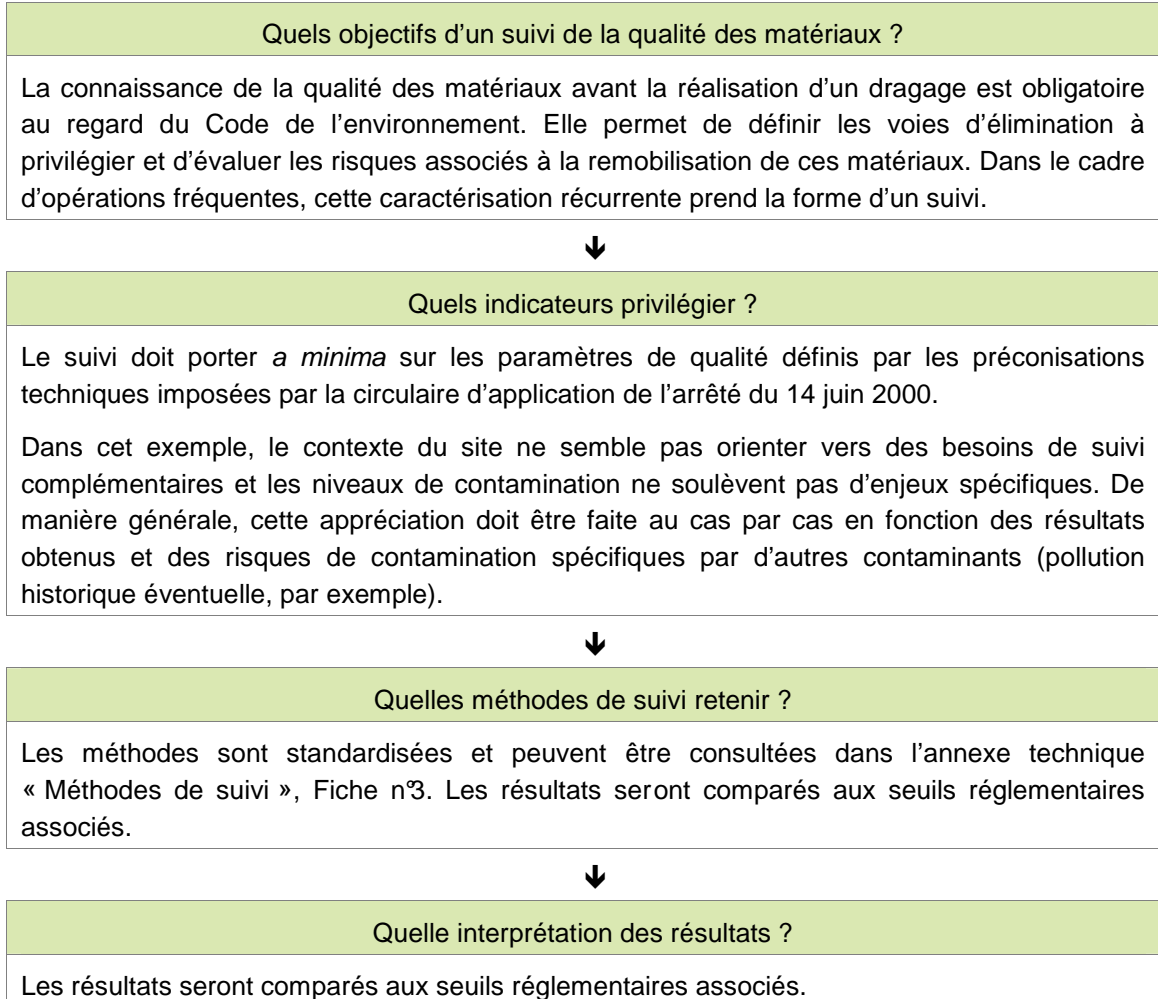 Quels objectifs d’un suivi de la qualité des matériaux ?
La connaissance de la qualité des matériaux avant la réalisation d’un dragage est obligatoire
au regard du Code de l’environnement. Elle permet de définir les voies d’élimination à
privilégier et d’évaluer les risques associés à la remobilisation de ces matériaux. Dans le cadre
d’opérations fréquentes, cette caractérisation récurrente prend la forme d’un suivi.
Quels indicateurs privilégier ?
Le suivi doit porter a minima sur les paramètres de qualité définis par les préconisations
techniques imposées par la circulaire d’application de l’arrêté du 14 juin 2000.
Dans cet exemple, le contexte du site ne semble pas orienter vers des besoins de suivi
complémentaires et les niveaux de contamination ne soulèvent pas d’enjeux spécifiques. De
manière générale, cette appréciation doit être faite au cas par cas en fonction des résultats
obtenus et des risques de contamination spécifiques par d’autres contaminants (pollution
historique éventuelle, par exemple).
Quelles méthodes de suivi retenir ?
Les méthodes sont standardisées et peuvent être consultées dans l’annexe technique
« Méthodes de suivi », Fiche n°3. Les résultats seront comparés aux seuils réglementaires
associés.
Quelle interprétation des résultats ?
Les résultats seront comparés aux seuils réglementaires associés.